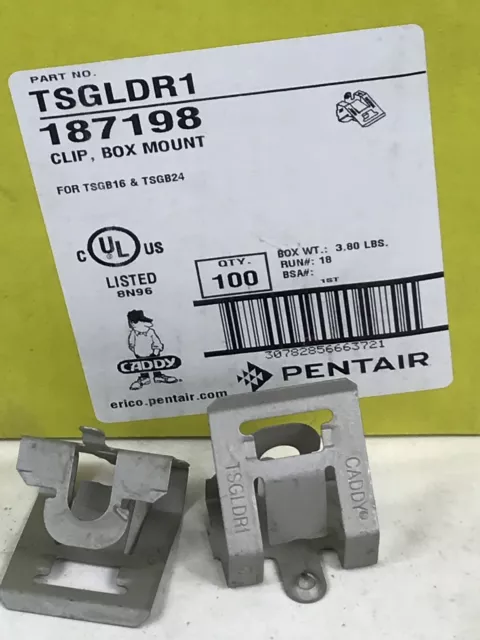 PART NO.
TSGLDR1
187198
CLIP, BOX MOUNT
FOR TSGB16 & TSGB24
C UL US
LISTED
8N96
QTY.
100
BOX WT.: 3.80 LBS.
RUN#: 18
BSA#:
1ST
30782856663721
CADDY
PENTAIR
erico.pentair.com
TSGLDR1
CADDY®